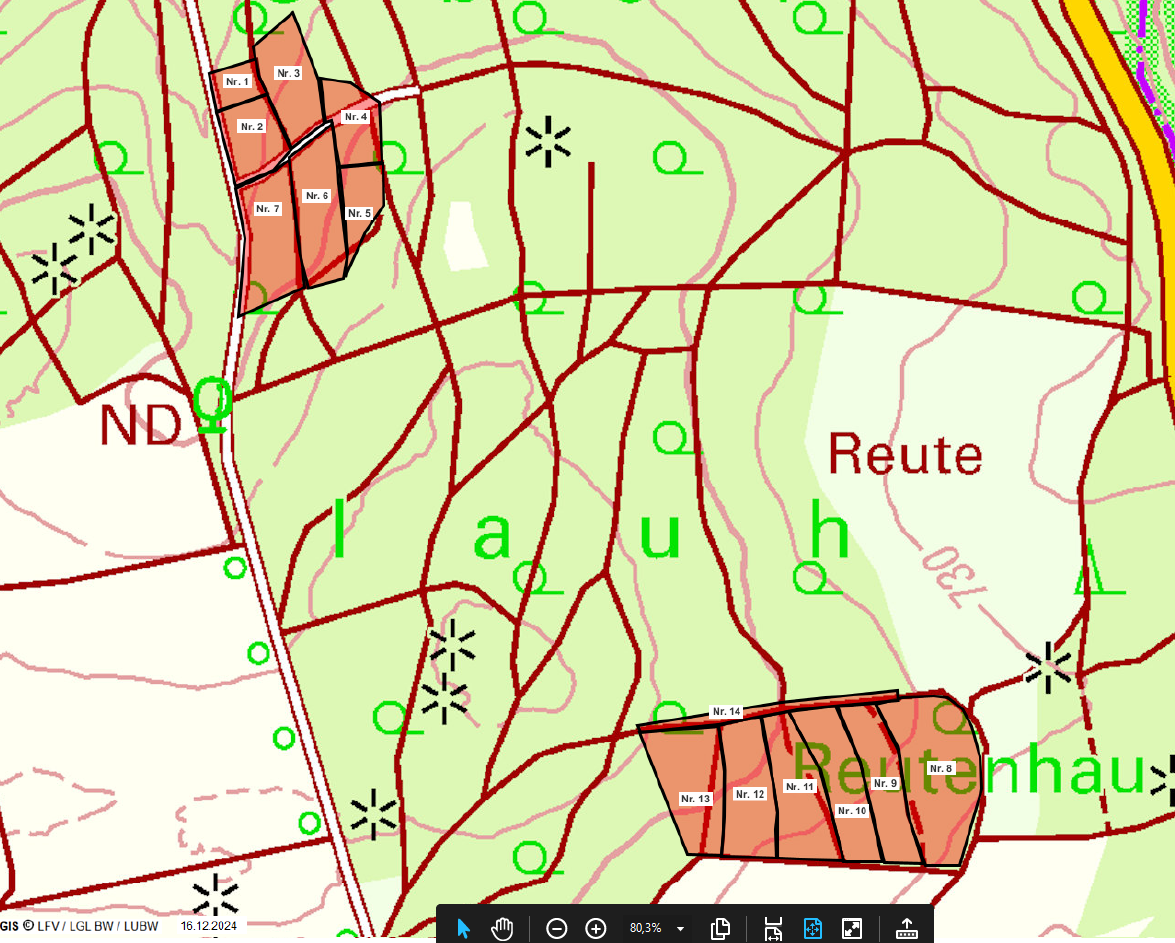 Nr. 3
Nr. 1
Nr. 4
Nr. 2
Nr. 6
Nr. 7
Nr. 5
ND
Reute
lauh
730
Nr. 14
Reutenhau
Nr. 8
Nr. 9
Nr. 11
Nr. 12
Nr. 13
Nr. 10
GIS © LFV / LGL BW / LUBW 16.12.2024
80,3%